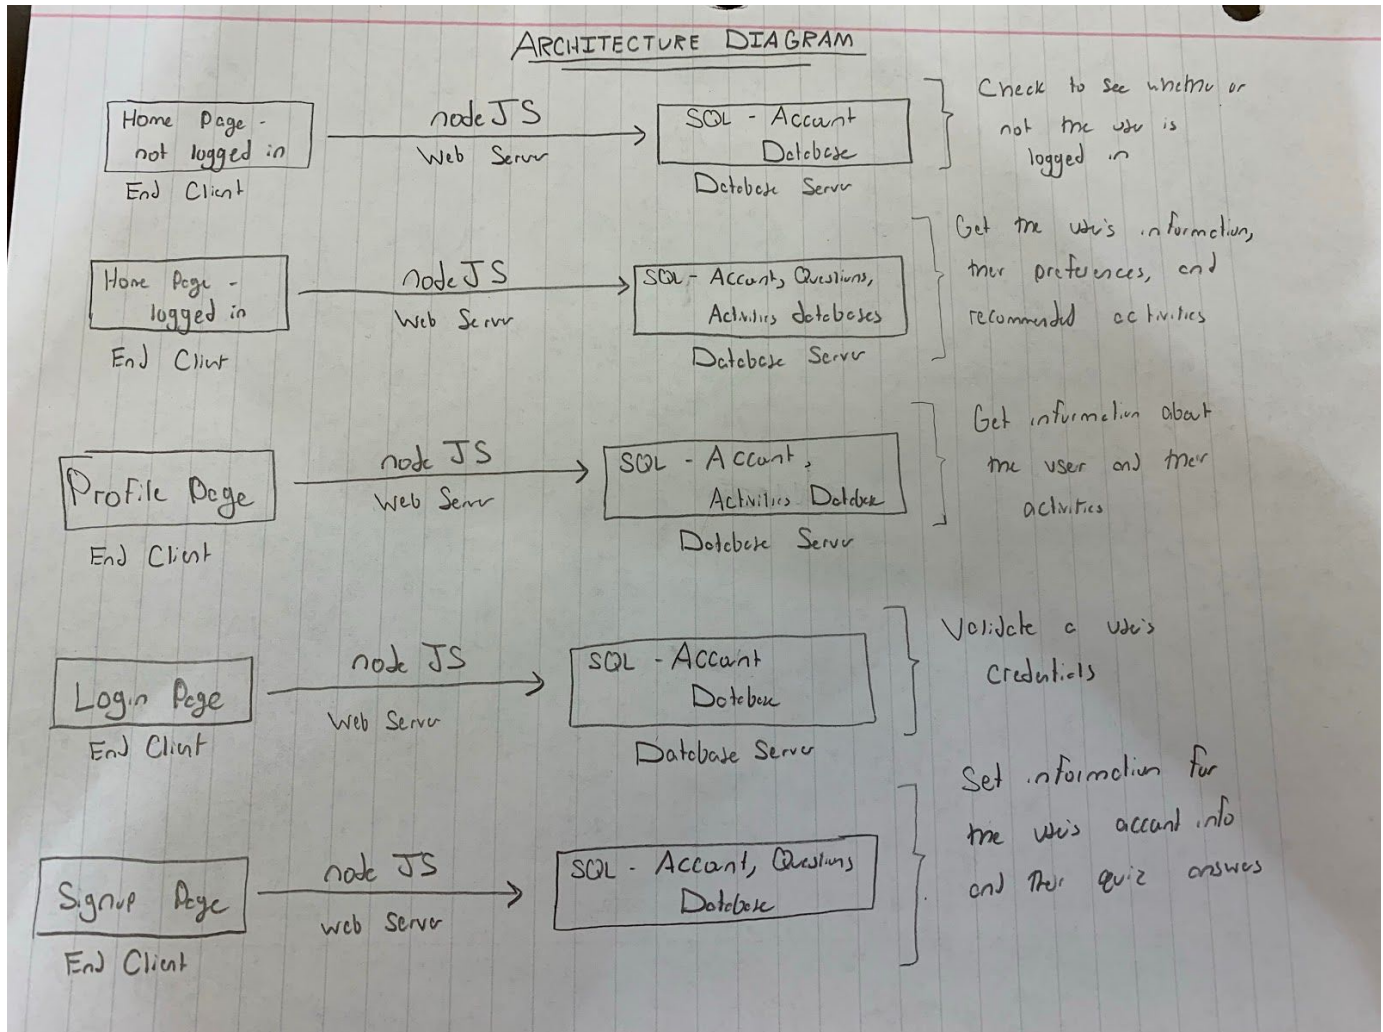 ARCHITECTURE DIAGRAM
Home Page -
not logged in
End Client
node JS
Web Server
SQL - Account
Database
Database Server
Check to see whether or
not the user is
logged in
Home Page -
logged in
End Client
node JS
Web Server
SQL - Account, Questions,
Activities databases
Database Server
Get the user's information,
their preferences, and
recommended activities
Profile Page
End Client
node JS
Web Server
SQL - Account,
Activities Database
Database Server
Get information about
the user and their
activities
Login Page
End Client
node JS
Web Server
SQL - Account
Database
Database Server
Validate a user's
credentials
Signup Page
End Client
node JS
web Server
SQL - Account, Questions
Database
Set information for
the user's account info
and their quiz answers